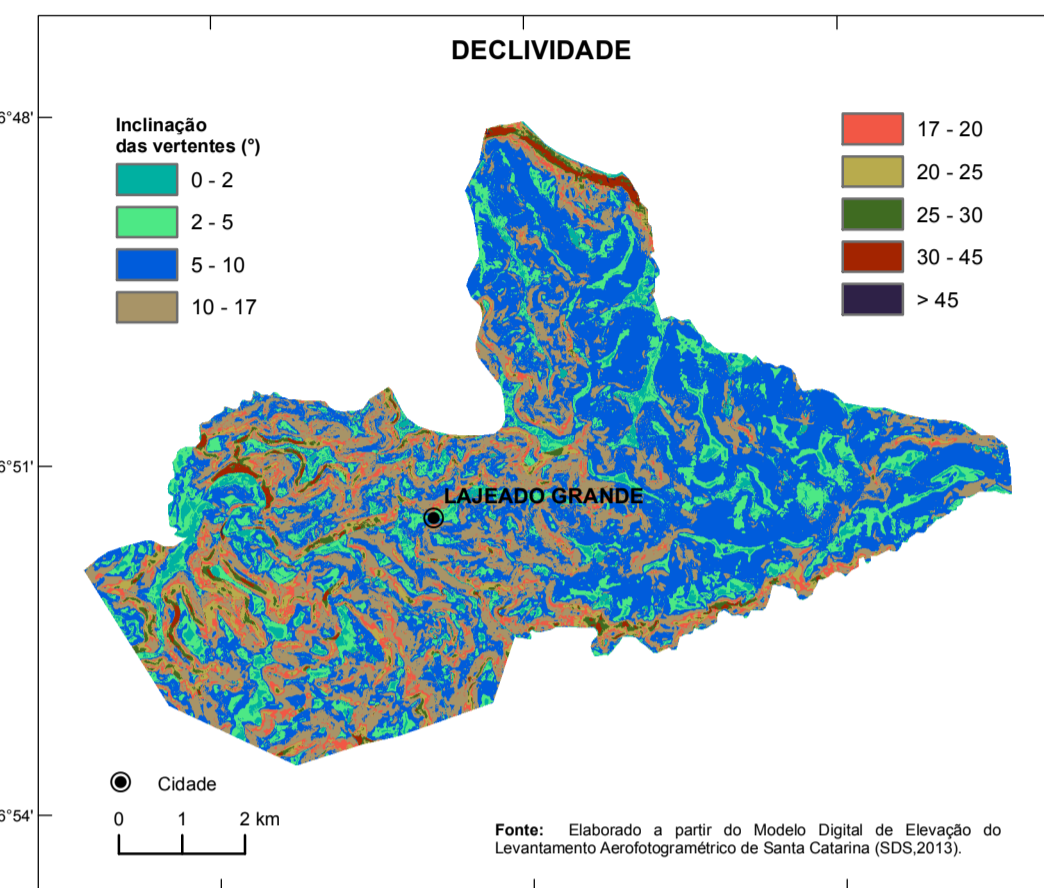 DECLIVIDADE
6°48'
Inclinação
das vertentes (°)
0 - 2
2 - 5
5 - 10
10 - 17
17 - 20
20 - 25
25 - 30
30 - 45
> 45
6°51'
LAJEADO GRANDE
6°54'
Cidade
0 1 2 km
Fonte: Elaborado a partir do Modelo Digital de Elevação do
Levantamento Aerofotogramétrico de Santa Catarina (SDS,2013).